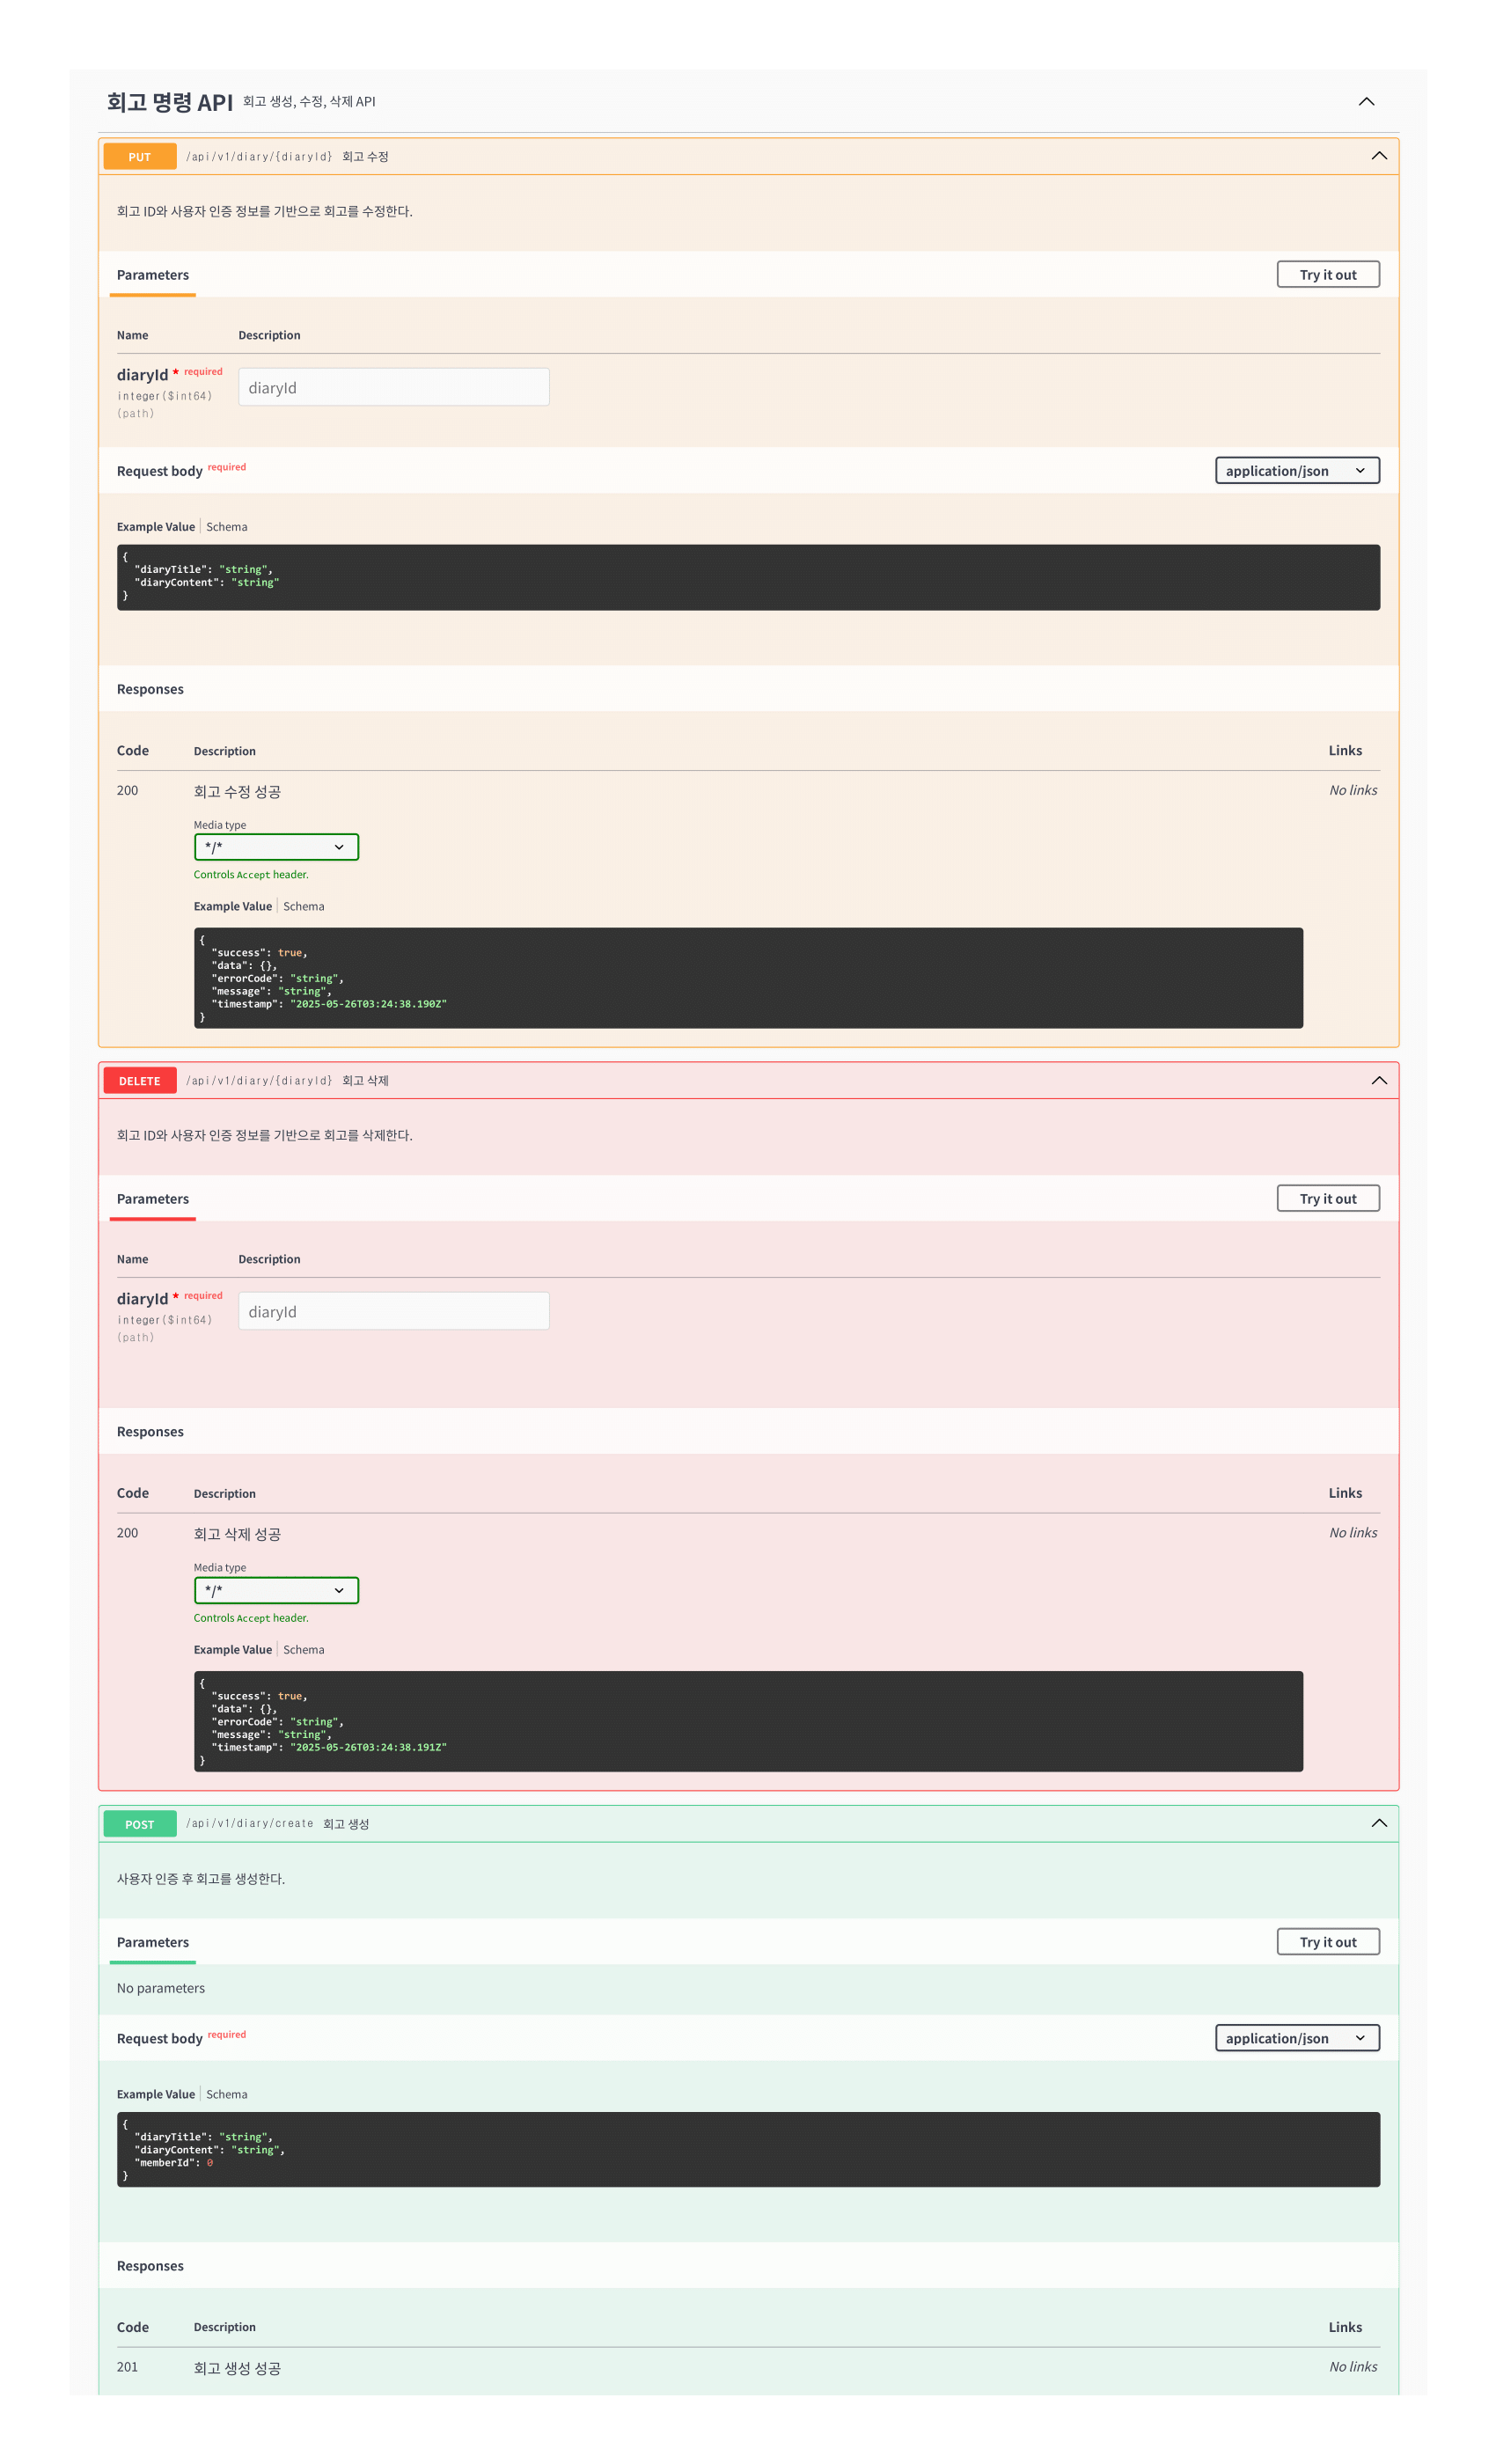 회고 명령 API 회고 생성, 수정, 삭제 API
PUT /api/v1/diary/{diaryId} 회고 수정
회고 ID와 사용자 인증 정보를 기반으로 회고를 수정한다.
Parameters Try it out
Name Description
diaryId * required
integer($int64)
(path)
diaryId
Request body required application/json
Example Value Schema
{
"diaryTitle": "string",
"diaryContent": "string"
}
Responses
Code Description Links
200 회고 수정 성공 No links
Media type
*/*
Controls Accept header.
Example Value Schema
{
"success": true,
"data": {},
"errorCode": "string",
"message": "string",
"timestamp": "2025-05-26T03:24:38.190Z"
}
DELETE /api/v1/diary/{diaryId} 회고 삭제
회고 ID와 사용자 인증 정보를 기반으로 회고를 삭제한다.
Parameters Try it out
Name Description
diaryId * required
integer($int64)
(path)
diaryId
Responses
Code Description Links
200 회고 삭제 성공 No links
Media type
*/*
Controls Accept header.
Example Value Schema
{
"success": true,
"data": {},
"errorCode": "string",
"message": "string",
"timestamp": "2025-05-26T03:24:38.191Z"
}
POST /api/v1/diary/create 회고 생성
사용자 인증 후 회고를 생성한다.
Parameters Try it out
No parameters
Request body required application/json
Example Value Schema
{
"diaryTitle": "string",
"diaryContent": "string",
"memberId": 0
}
Responses
Code Description Links
201 회고 생성 성공 No links